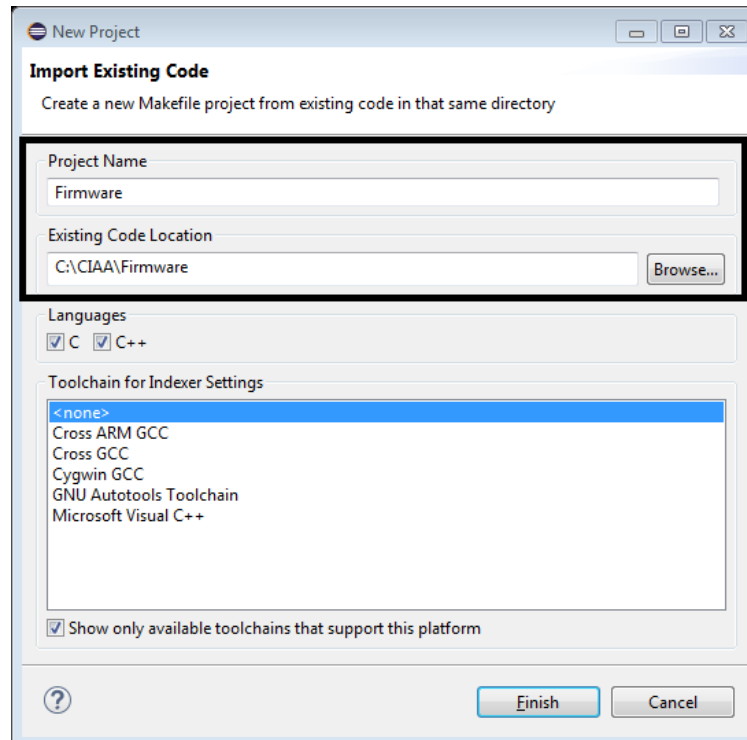 New Project
Import Existing Code
Create a new Makefile project from existing code in that same directory
Project Name
Firmware
Existing Code Location
C:\CIAA\Firmware
Browse...
Languages
C C++
Toolchain for Indexer Settings
<none>
Cross ARM GCC
Cross GCC
Cygwin GCC
GNU Autotools Toolchain
Microsoft Visual C++
Show only available toolchains that support this platform
?
Finish Cancel